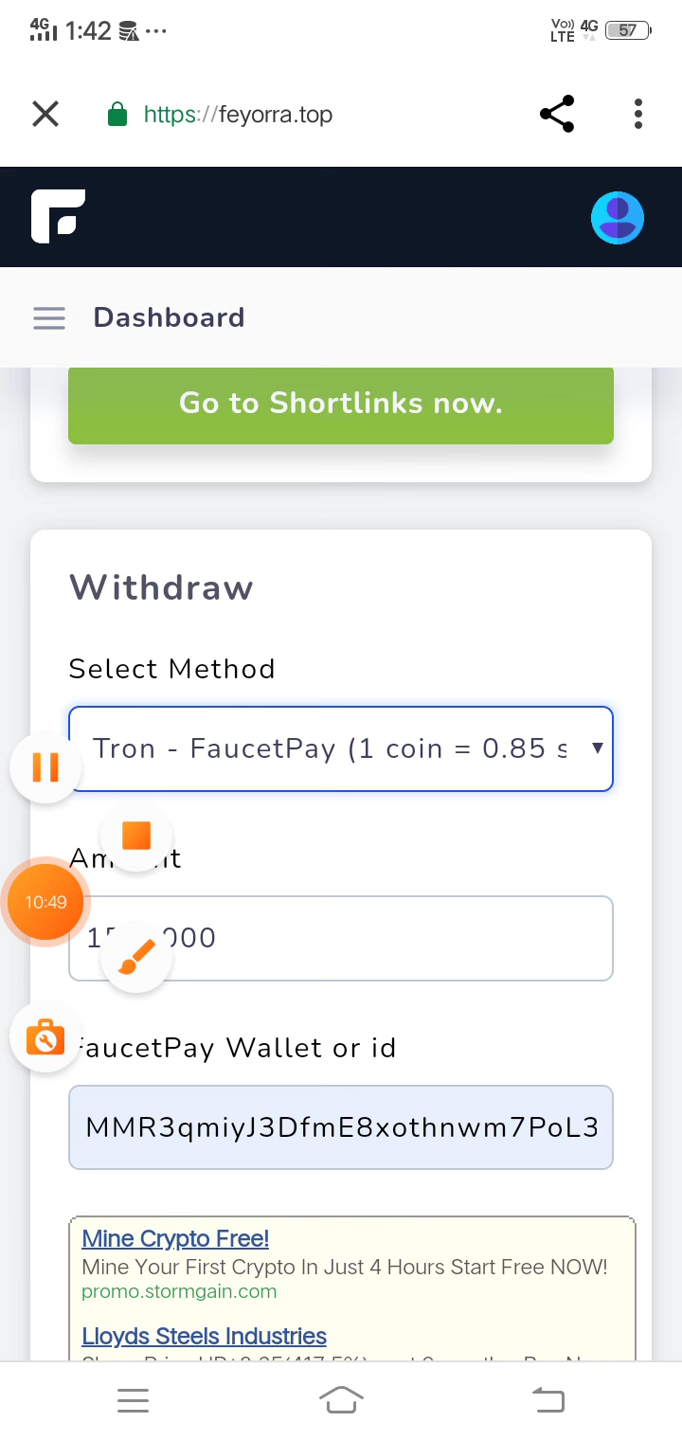 4G 1:42 ... Vo)) LTE 4G 57
https://feyorra.top
Dashboard
Go to Shortlinks now.
Withdraw
Select Method
Tron - FaucetPay (1 coin = 0.85 s
10:49
FaucetPay Wallet or id
MMR3qmiyJ3DfmE8xothnwm7PoL3
Mine Crypto Free!
Mine Your First Crypto In Just 4 Hours Start Free NOW!
promo.stormgain.com
Lloyds Steels Industries